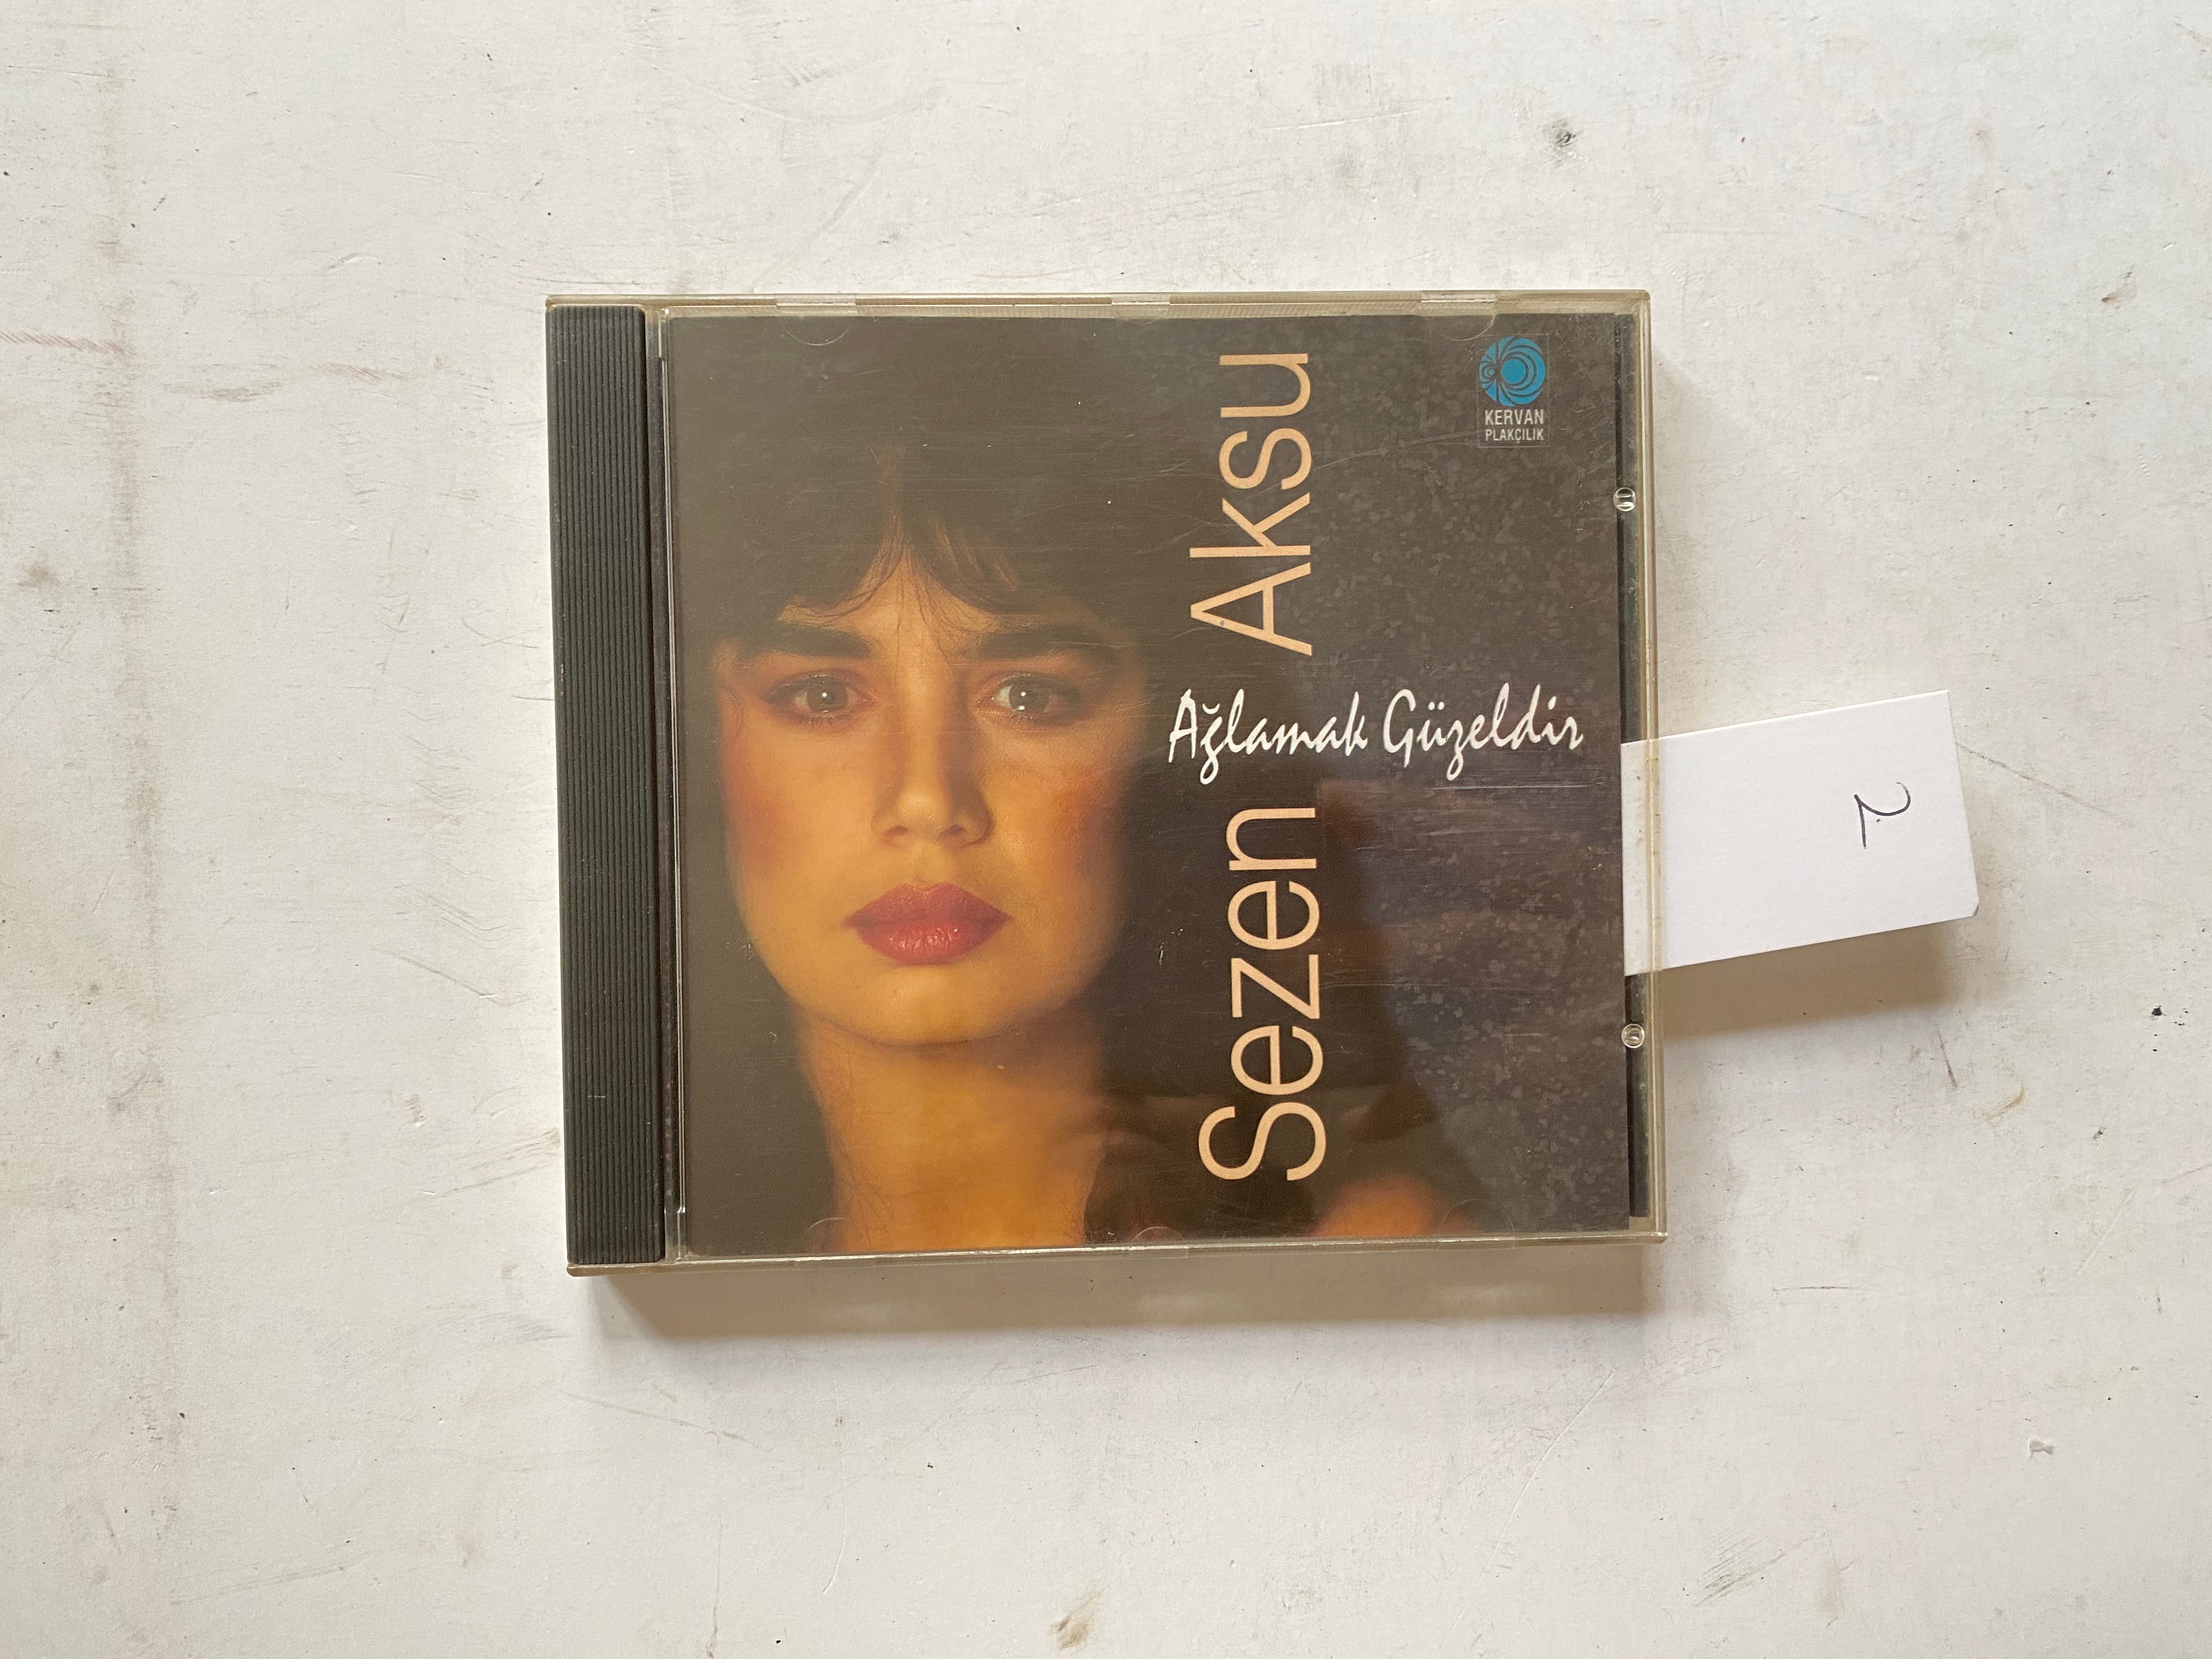 Sezen Aksu
Ağlamak Güzeldir
KERVAN
PLAKÇILIK
2.